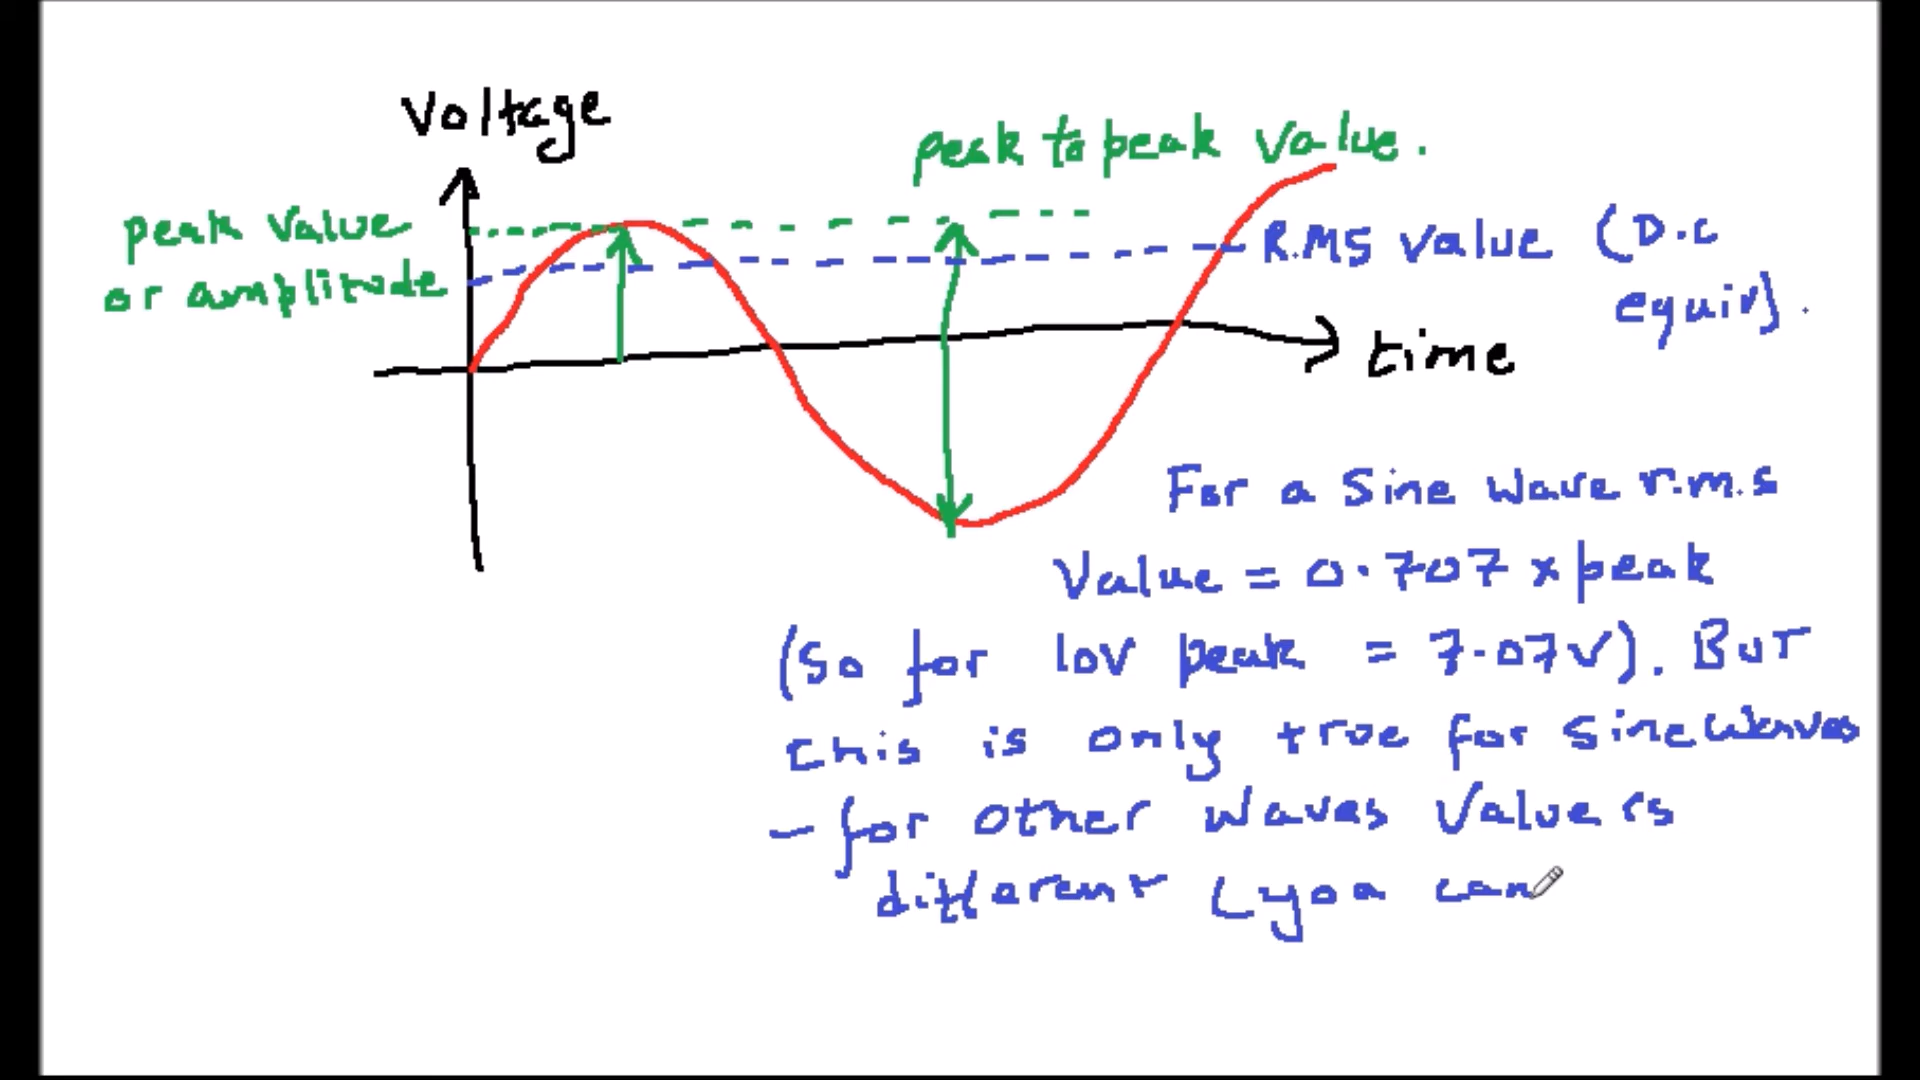 Voltage
peak to peak value.
peak value
or amplitude
R.MS value (D.c
equiv).
time
For a sine wave r.m.s
Value = 0.707 x peak
(so for 10V peak = 7.07V). BUT
this is only true for sinewaves
- for other waves value is
different (you can